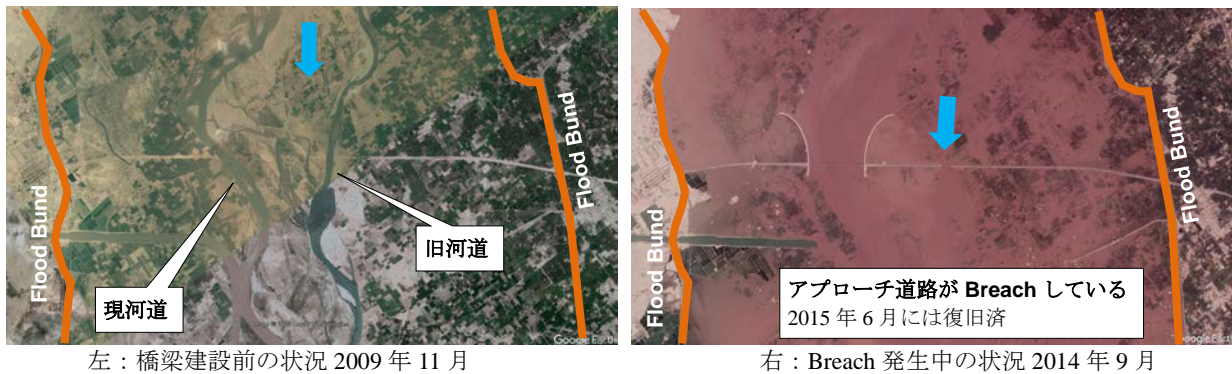 Flood Bund
現河道
旧河道
Flood Bund
Google Earth
左：橋梁建設前の状況 2009 年 11 月
Flood Bund
アプローチ道路が Breach している
2015 年 6 月には復旧済
Flood Bund
Google Earth
右：Breach 発生中の状況 2014 年 9 月